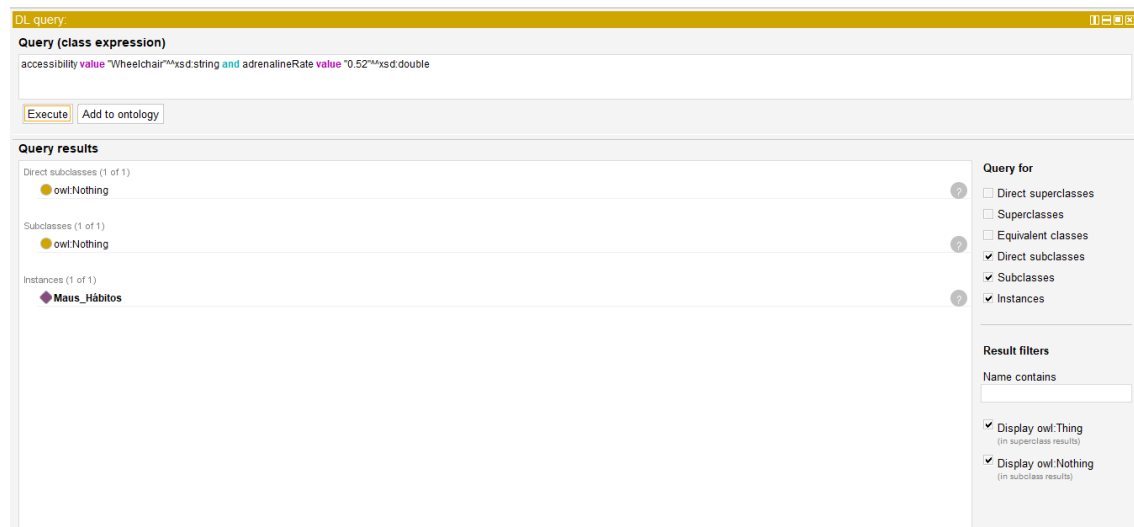 DL query:
Query (class expression)
accessibility value "Wheelchair"^^xsd:string and adrenalineRate value "0.52"^^xsd:double
Execute Add to ontology
Query results
Direct subclasses (1 of 1)
owl:Nothing
?
Subclasses (1 of 1)
owl:Nothing
?
Instances (1 of 1)
Maus_Hábitos
?
Query for
Direct superclasses
Superclasses
Equivalent classes
Direct subclasses
Subclasses
Instances
Result filters
Name contains
Display owl:Thing
(in superclass results)
Display owl:Nothing
(in subclass results)